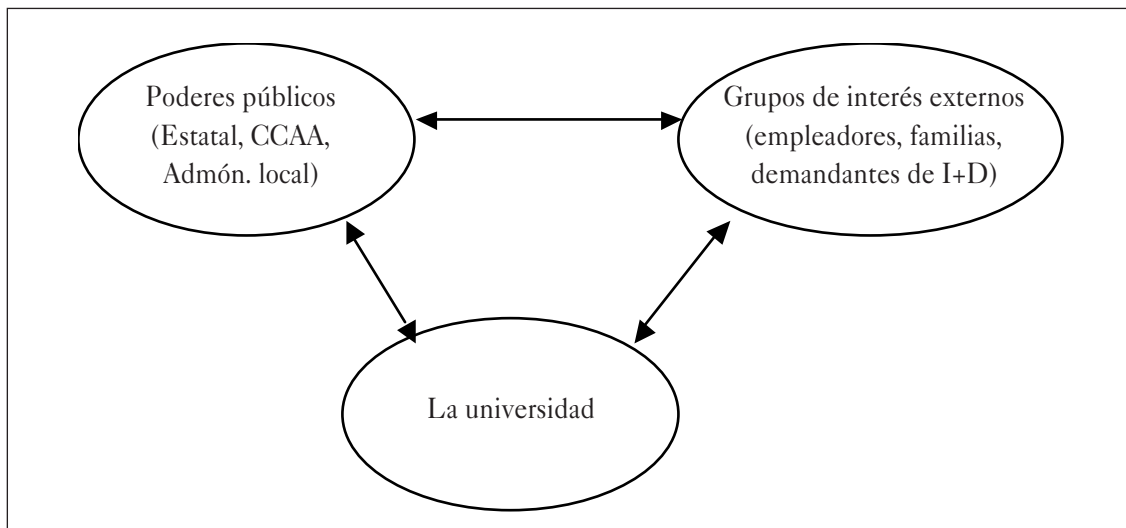 Poderes públicos
(Estatal, CCAA,
Admón. local)
Grupos de interés externos
(empleadores, familias,
demandantes de I+D)
La universidad